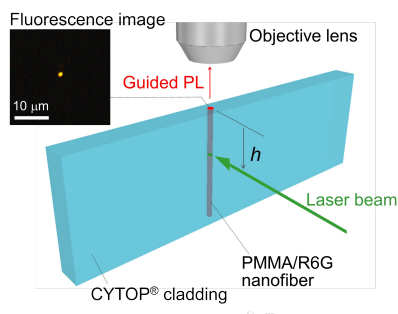 Fluorescence image
Objective lens
Guided PL
10 μm
h
Laser beam
PMMA/R6G
nanofiber
CYTOP® cladding